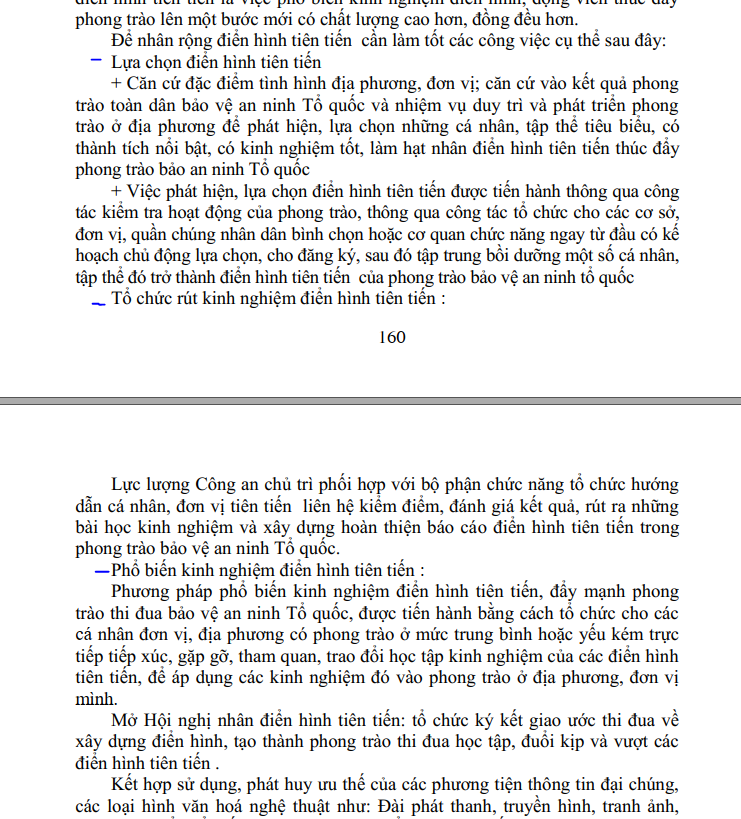 phong trào lên một bước mới có chất lượng cao hơn, đồng đều hơn.
Để nhân rộng điển hình tiên tiến cần làm tốt các công việc cụ thể sau đây:
– Lựa chọn điển hình tiên tiến
+ Căn cứ đặc điểm tình hình địa phương, đơn vị; căn cứ vào kết quả phong
trào toàn dân bảo vệ an ninh Tổ quốc và nhiệm vụ duy trì và phát triển phong
trào ở địa phương để phát hiện, lựa chọn những cá nhân, tập thể tiêu biểu, có
thành tích nổi bật, có kinh nghiệm tốt, làm hạt nhân điển hình tiên tiến thúc đẩy
phong trào bảo an ninh Tổ quốc
+ Việc phát hiện, lựa chọn điển hình tiên tiến được tiến hành thông qua công
tác kiểm tra hoạt động của phong trào, thông qua công tác tổ chức cho các cơ sở,
đơn vị, quần chúng nhân dân bình chọn hoặc cơ quan chức năng ngay từ đầu có kế
hoạch chủ động lựa chọn, cho đăng ký, sau đó tập trung bồi dưỡng một số cá nhân,
tập thể đó trở thành điển hình tiên tiến của phong trào bảo vệ an ninh tổ quốc
– Tổ chức rút kinh nghiệm điển hình tiên tiến :
160
Lực lượng Công an chủ trì phối hợp với bộ phận chức năng tổ chức hướng
dẫn cá nhân, đơn vị tiên tiến liên hệ kiểm điểm, đánh giá kết quả, rút ra những
bài học kinh nghiệm và xây dựng hoàn thiện báo cáo điển hình tiên tiến trong
phong trào bảo vệ an ninh Tổ quốc.
–Phổ biến kinh nghiệm điển hình tiên tiến :
Phương pháp phổ biến kinh nghiệm điển hình tiên tiến, đẩy mạnh phong
trào thi đua bảo vệ an ninh Tổ quốc, được tiến hành bằng cách tổ chức cho các
cá nhân đơn vị, địa phương có phong trào ở mức trung bình hoặc yếu kém trực
tiếp tiếp xúc, gặp gỡ, tham quan, trao đổi học tập kinh nghiệm của các điển hình
tiên tiến, để áp dụng các kinh nghiệm đó vào phong trào ở địa phương, đơn vị
mình.
Mở Hội nghị nhân điển hình tiên tiến: tổ chức ký kết giao ước thi đua về
xây dựng điển hình, tạo thành phong trào thi đua học tập, đuổi kịp và vượt các
điển hình tiên tiến .
Kết hợp sử dụng, phát huy ưu thế của các phương tiện thông tin đại chúng,
các loại hình văn hoá nghệ thuật như: Đài phát thanh, truyền hình, tranh ảnh,